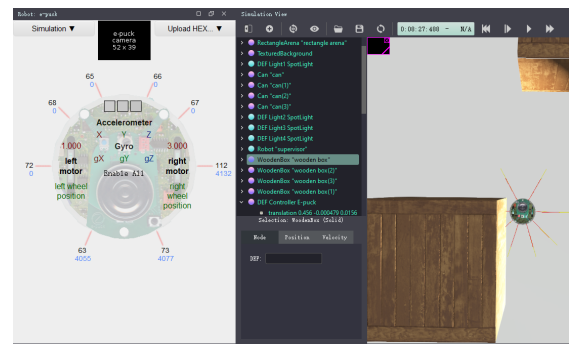 Robot: e-puck
Simulation ▼
e-puck
camera
52 x 39
Upload HEX... ▼
65
0
66
0
68
0
67
0
Accelerometer
X Y Z
1.000
Gyro
3.000
left
motor
gX gY gZ
right
motor
72
0
Enable All
112
4132
left wheel
position
right
wheel
position
63
4055
73
4077
Simulation View
0:08:27:488 - N/A
RectangleArena "rectangle arena"
TexturedBackground
DEF Light1 SpotLight
Can "can"
Can "can(1)"
Can "can(2)"
Can "can(3)"
DEF Light2 SpotLight
DEF Light3 SpotLight
DEF Light4 SpotLight
Robot "supervisor"
WoodenBox "wooden box"
WoodenBox "wooden box(2)"
WoodenBox "wooden box(3)"
WoodenBox "wooden box(1)"
DEF Controller E-puck
translation 0.456 -0.000479 0.0156
Selection: WoodenBox (Solid)
Node Position Velocity
DEF: